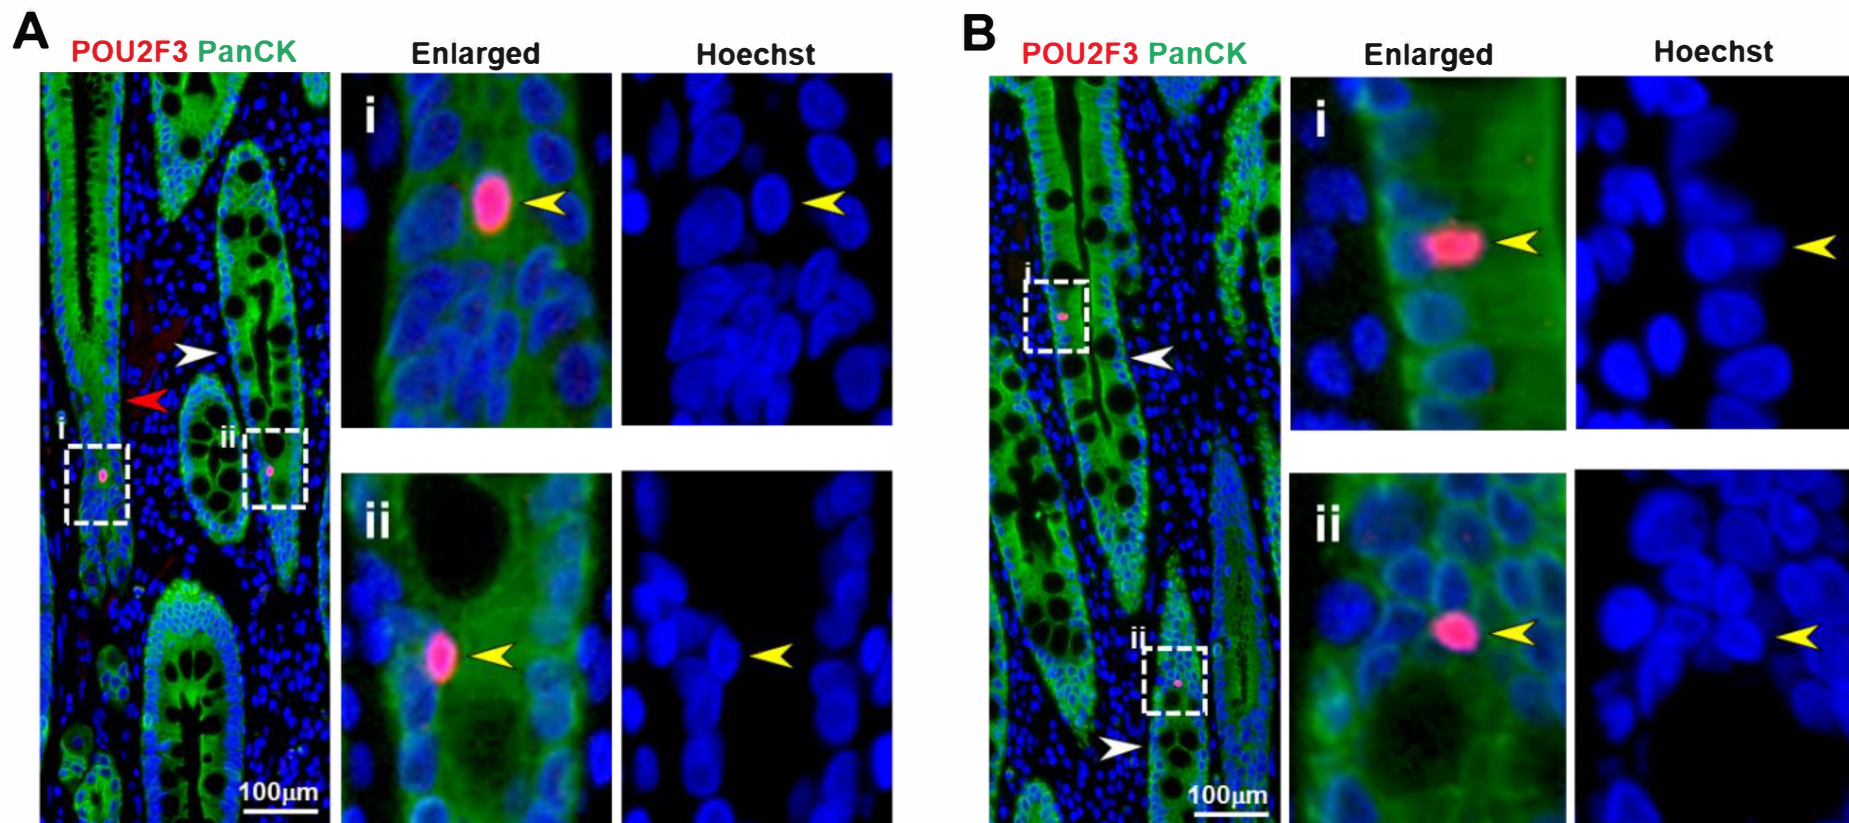 A
POU2F3 PanCK
Enlarged
Hoechst
i
i
ii
ii
100μm
B
POU2F3 PanCK
Enlarged
Hoechst
i
i
ii
ii
100μm